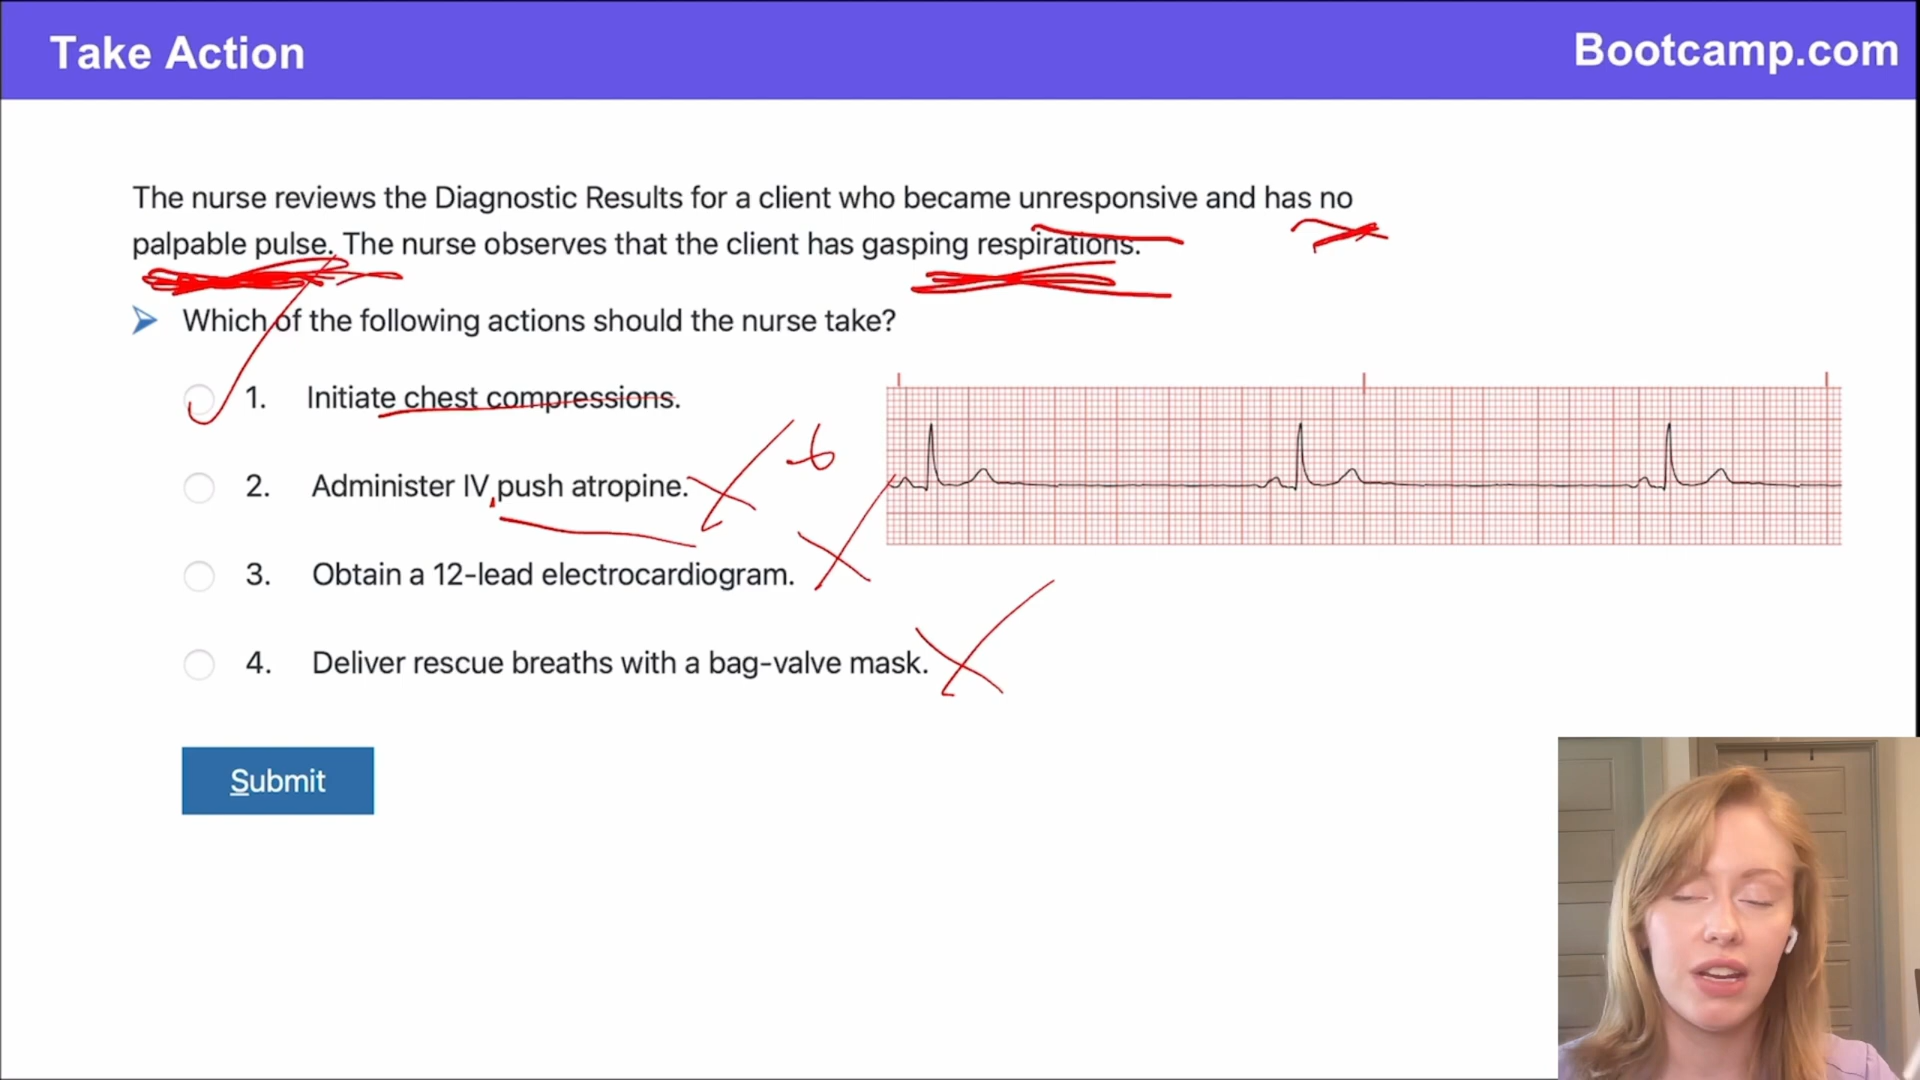 Take Action
Bootcamp.com
The nurse reviews the Diagnostic Results for a client who became unresponsive and has no
palpable pulse. The nurse observes that the client has gasping respirations.
Which of the following actions should the nurse take?
1. Initiate chest compressions.
2. Administer IV push atropine.
3. Obtain a 12-lead electrocardiogram.
4. Deliver rescue breaths with a bag-valve mask.
Submit